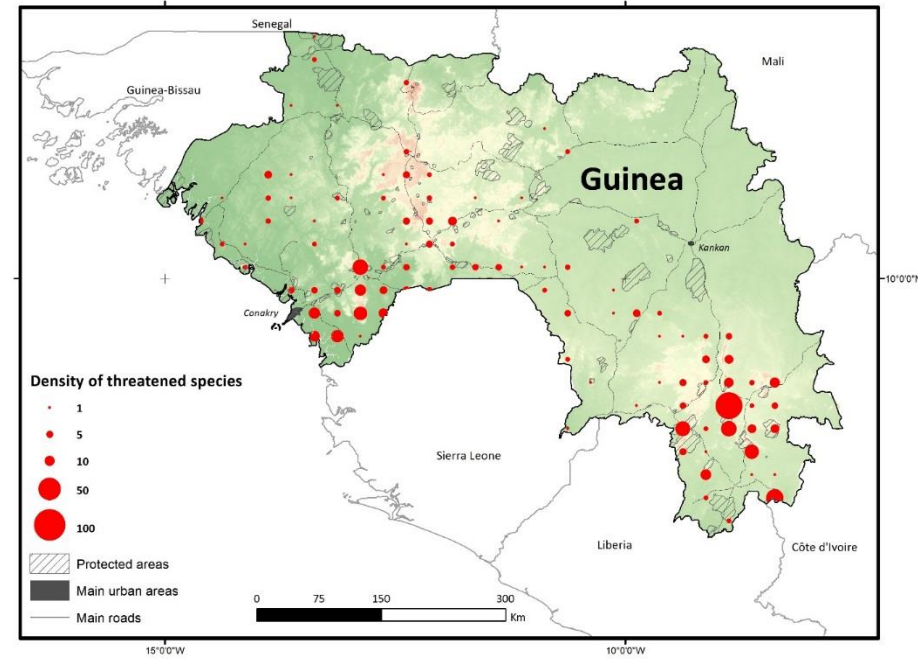 Senegal
Mali
Guinea-Bissau
Guinea
Kankan
10°0'0"N
Conakry
Density of threatened species
1
5
10
50
100
Sierra Leone
Liberia
Côte d'Ivoire
Protected areas
Main urban areas
Main roads
0 75 150 300
Km
15°0'0"W 10°0'0"W